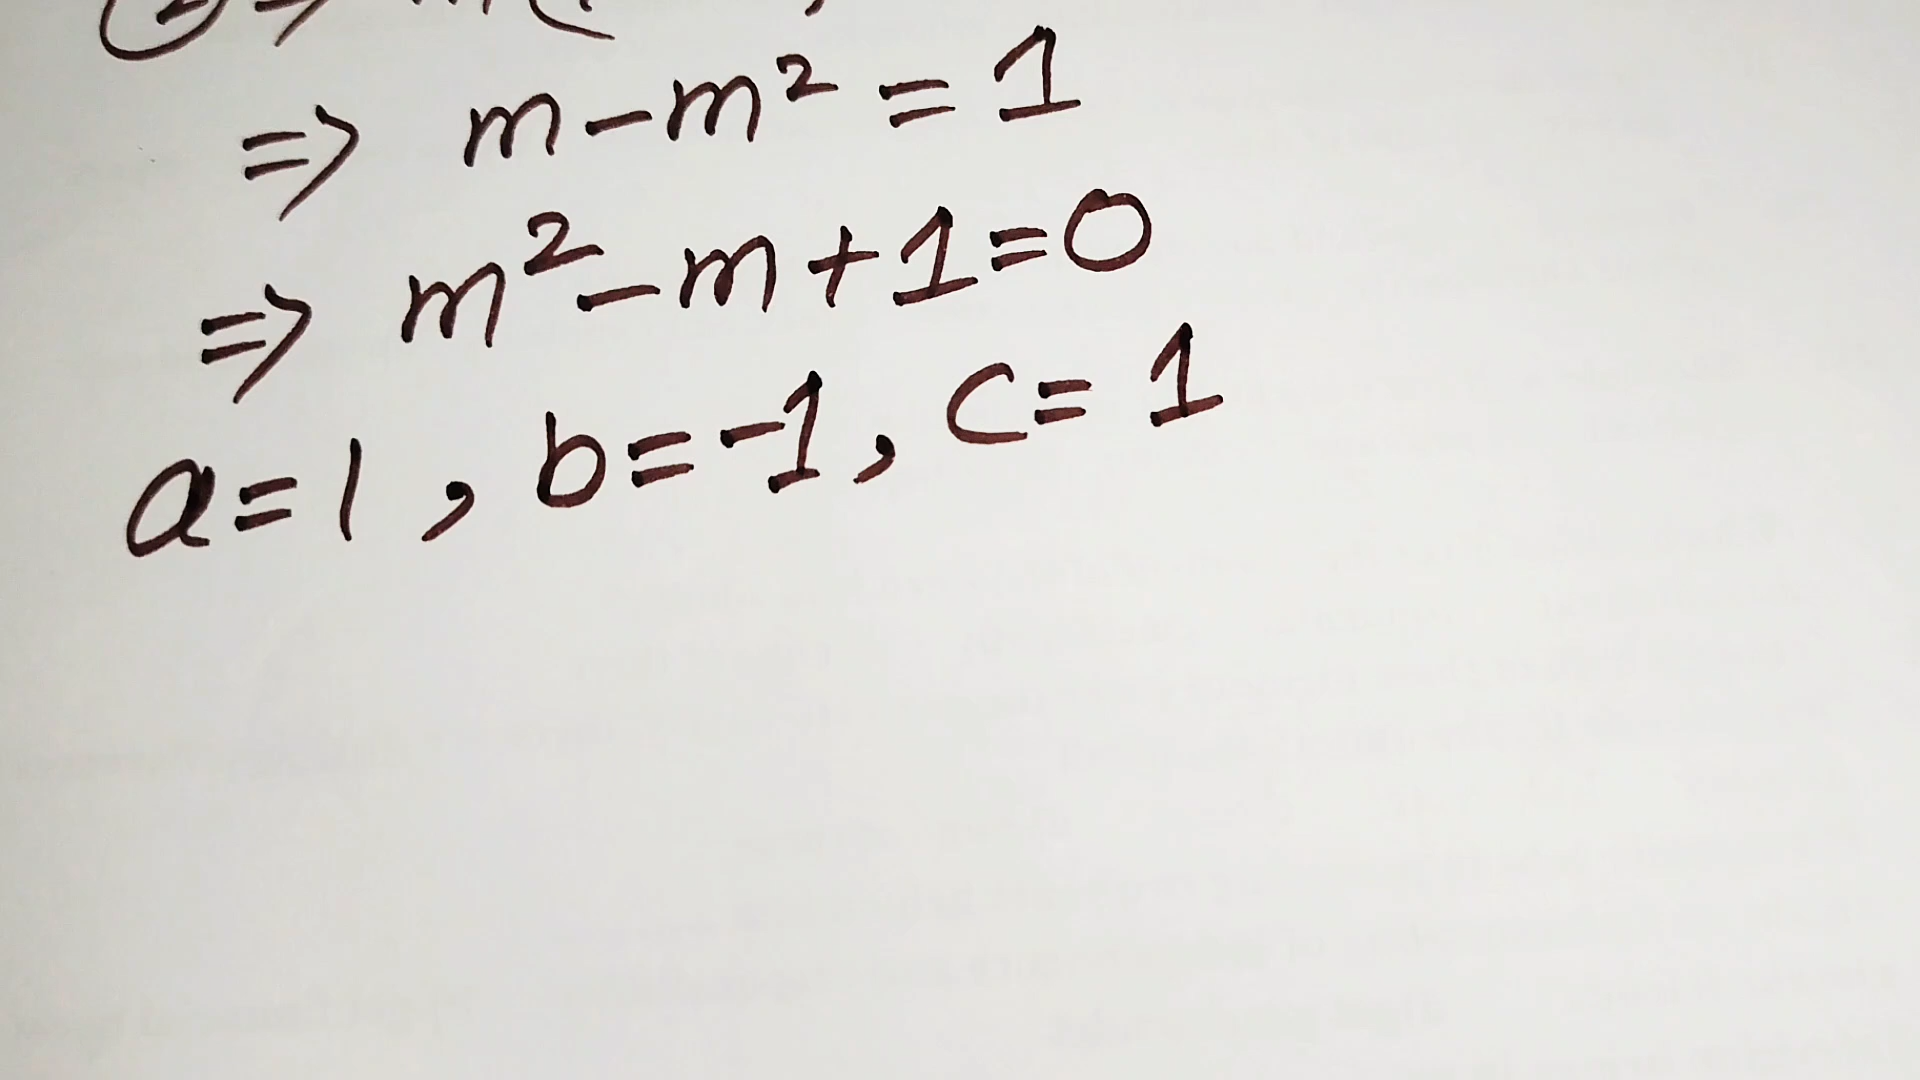 => m - m² = 1
=> m² - m + 1 = 0
a = 1, b = -1, c = 1